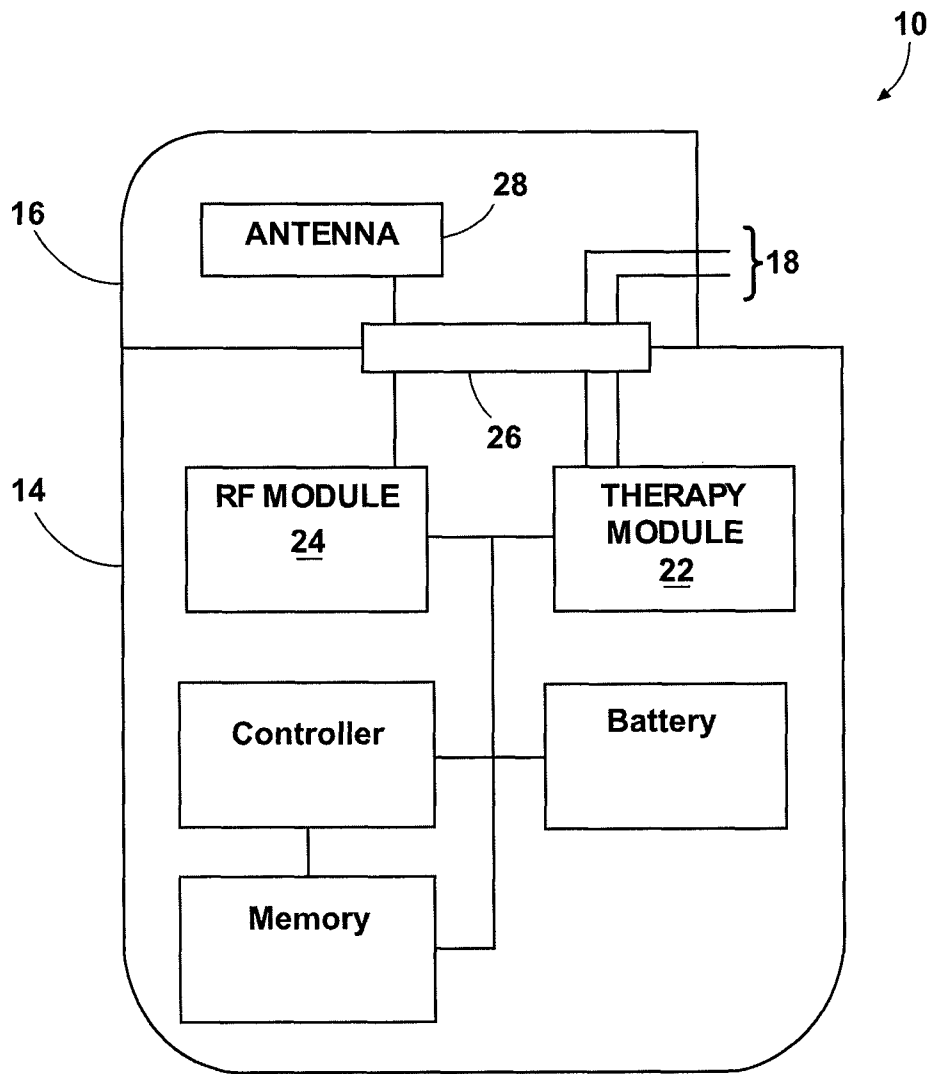 10
16
ANTENNA
28
} 18
26
14
RF MODULE
24
THERAPY
MODULE
22
Controller
Battery
Memory